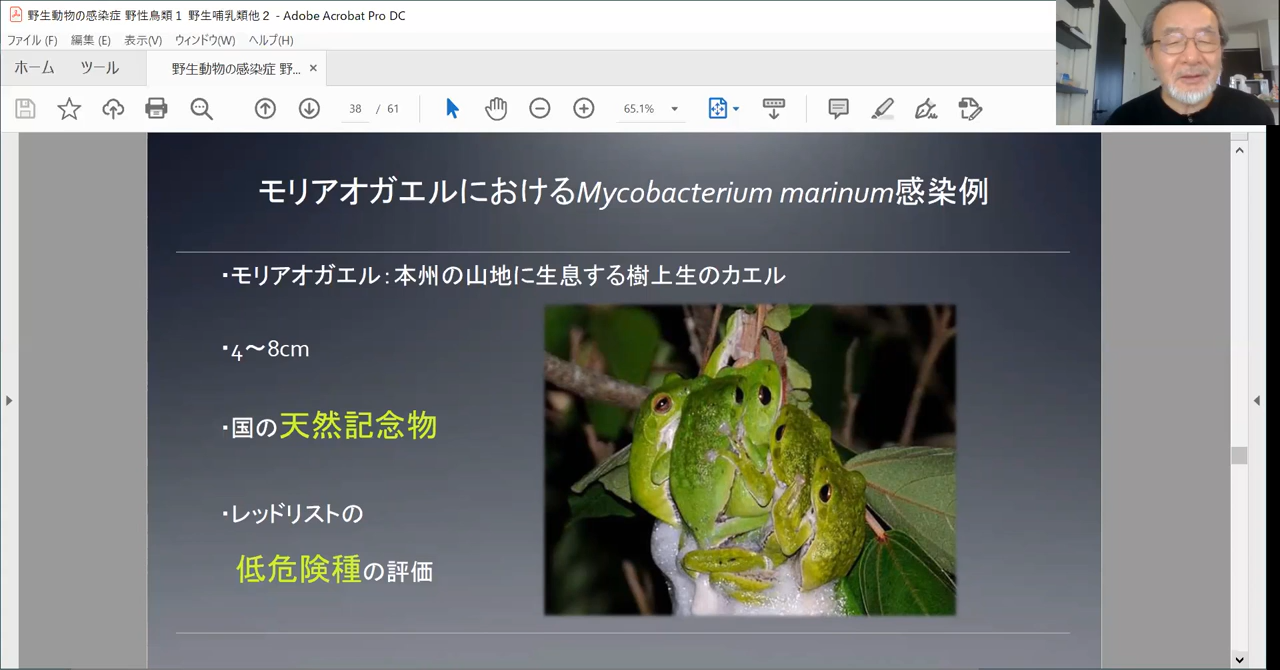 野生動物の感染症 野性鳥類１ 野生哺乳類他２ - Adobe Acrobat Pro DC
ファイル(F) 編集(E) 表示(V) ウィンドウ(W) ヘルプ(H)
ホーム ツール 野生動物の感染症 野... ×
38 / 61 65.1%
モリアオガエルにおけるMycobacterium marinum感染例
・モリアオガエル：本州の山地に生息する樹上生のカエル
・4～8cm
・国の天然記念物
・レッドリストの
低危険種の評価